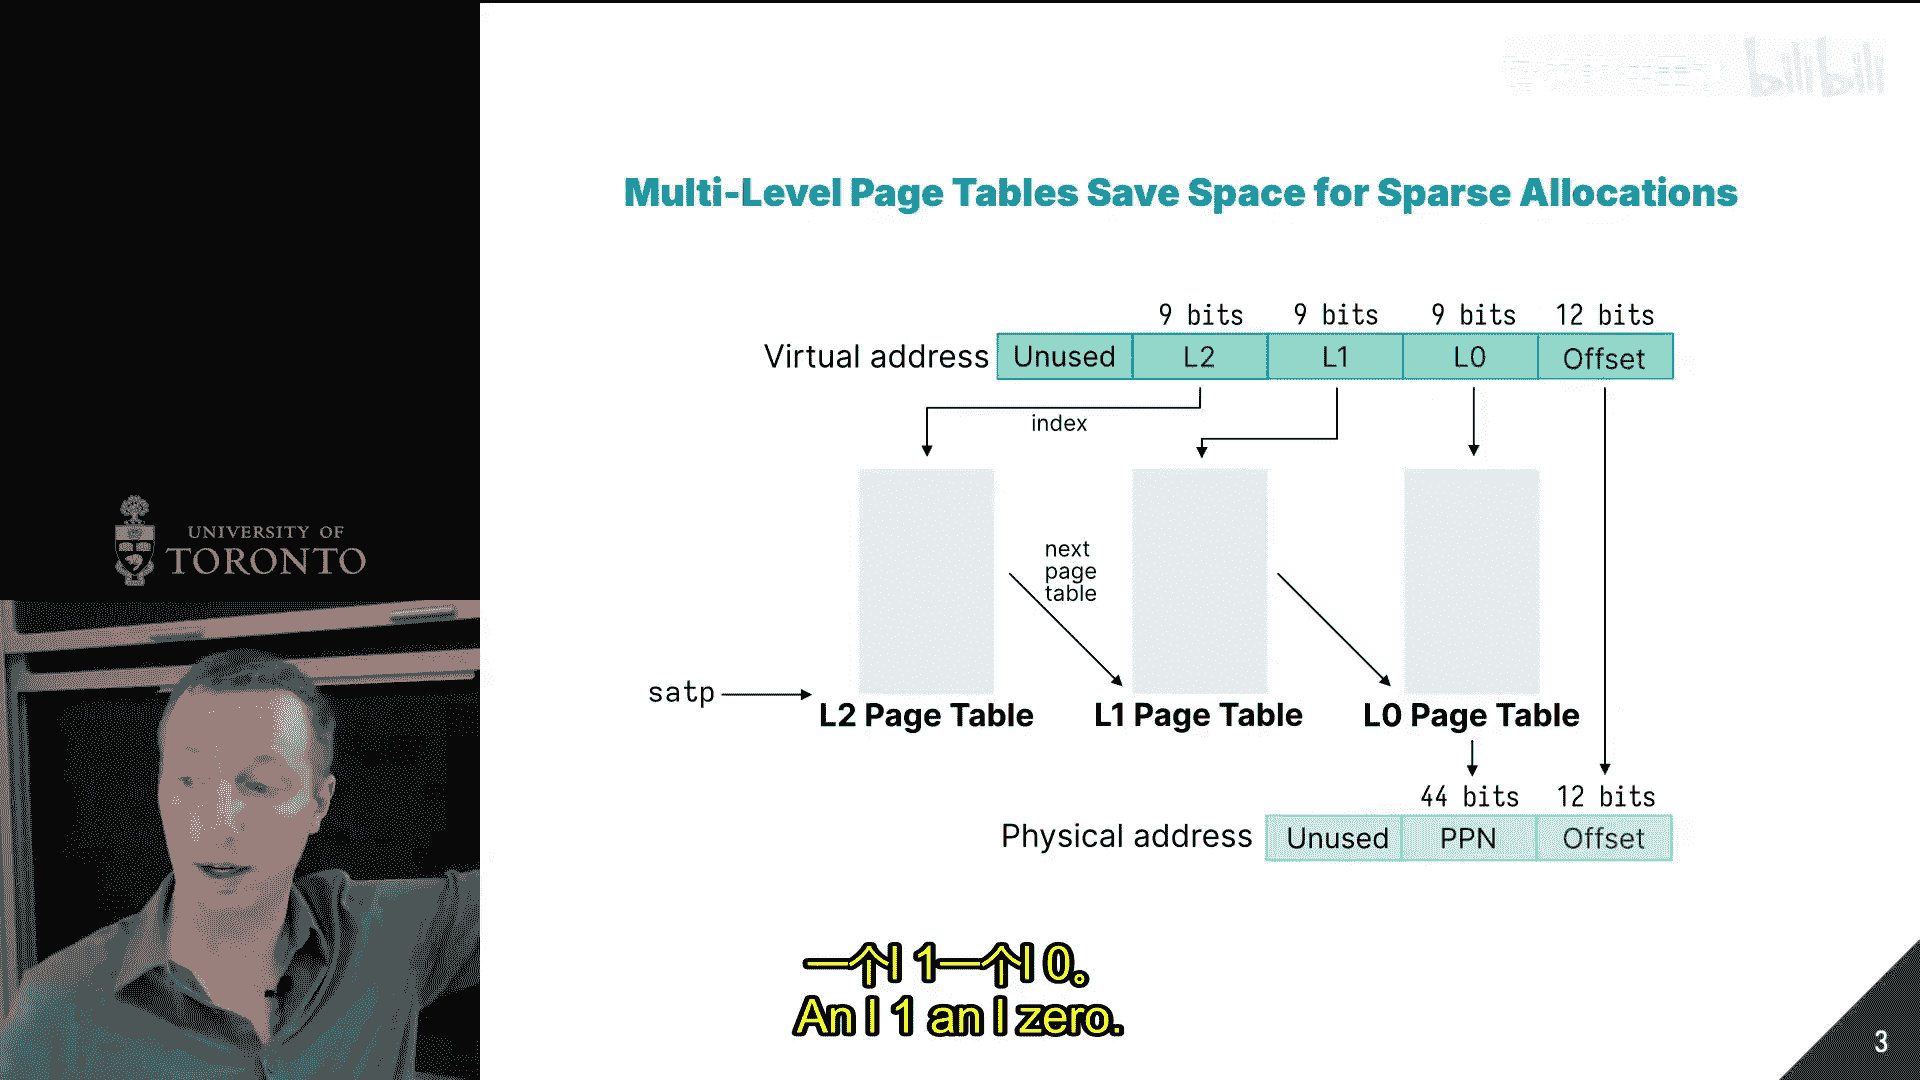 bilibili
Multi-Level Page Tables Save Space for Sparse Allocations
9 bits 9 bits 9 bits 12 bits
Virtual address Unused L2 L1 L0 Offset
index
UNIVERSITY OF
TORONTO
next
page
table
satp
L2 Page Table L1 Page Table L0 Page Table
44 bits 12 bits
Physical address Unused PPN Offset
一个l 1一个l 0。
An l 1 an l zero.
3